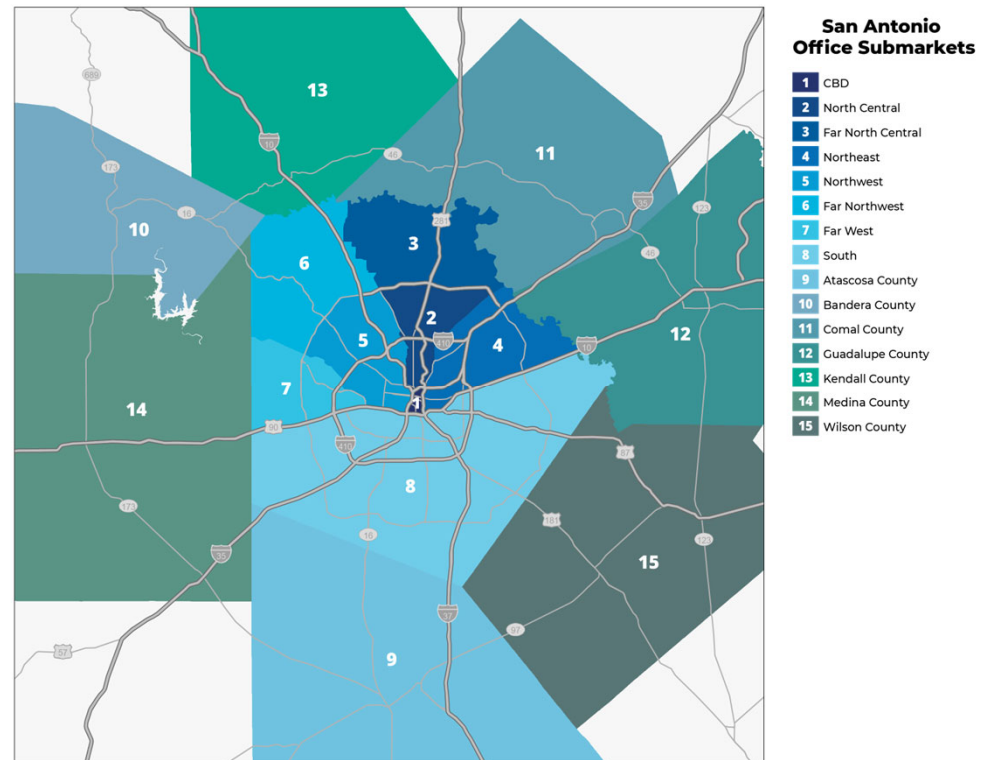 San Antonio
Office Submarkets
1 CBD
2 North Central
3 Far North Central
4 Northeast
5 Northwest
6 Far Northwest
7 Far West
8 South
9 Atascosa County
10 Bandera County
11 Comal County
12 Guadalupe County
13 Kendall County
14 Medina County
15 Wilson County
13
10
46
11
173
16
35
123
10
281
3
6
46
2
12
5
410
4
10
7
1
14
90
410
87
8
173
181
16
123
35
15
37
97
57
9